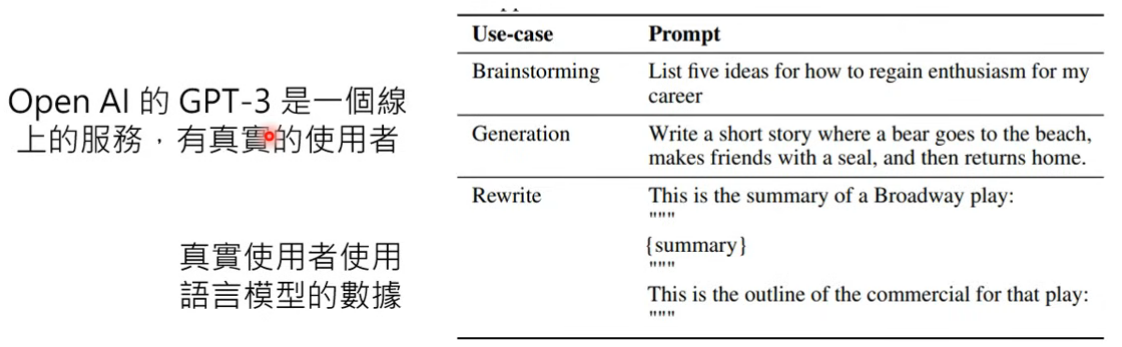 Open AI 的 GPT-3 是一個線
上的服務，有真實的使用者
真實使用者使用
語言模型的數據
Use-case Prompt
Brainstorming List five ideas for how to regain enthusiasm for my
career
Generation Write a short story where a bear goes to the beach,
makes friends with a seal, and then returns home.
Rewrite This is the summary of a Broadway play:
"""
{summary}
"""
This is the outline of the commercial for that play:
"""